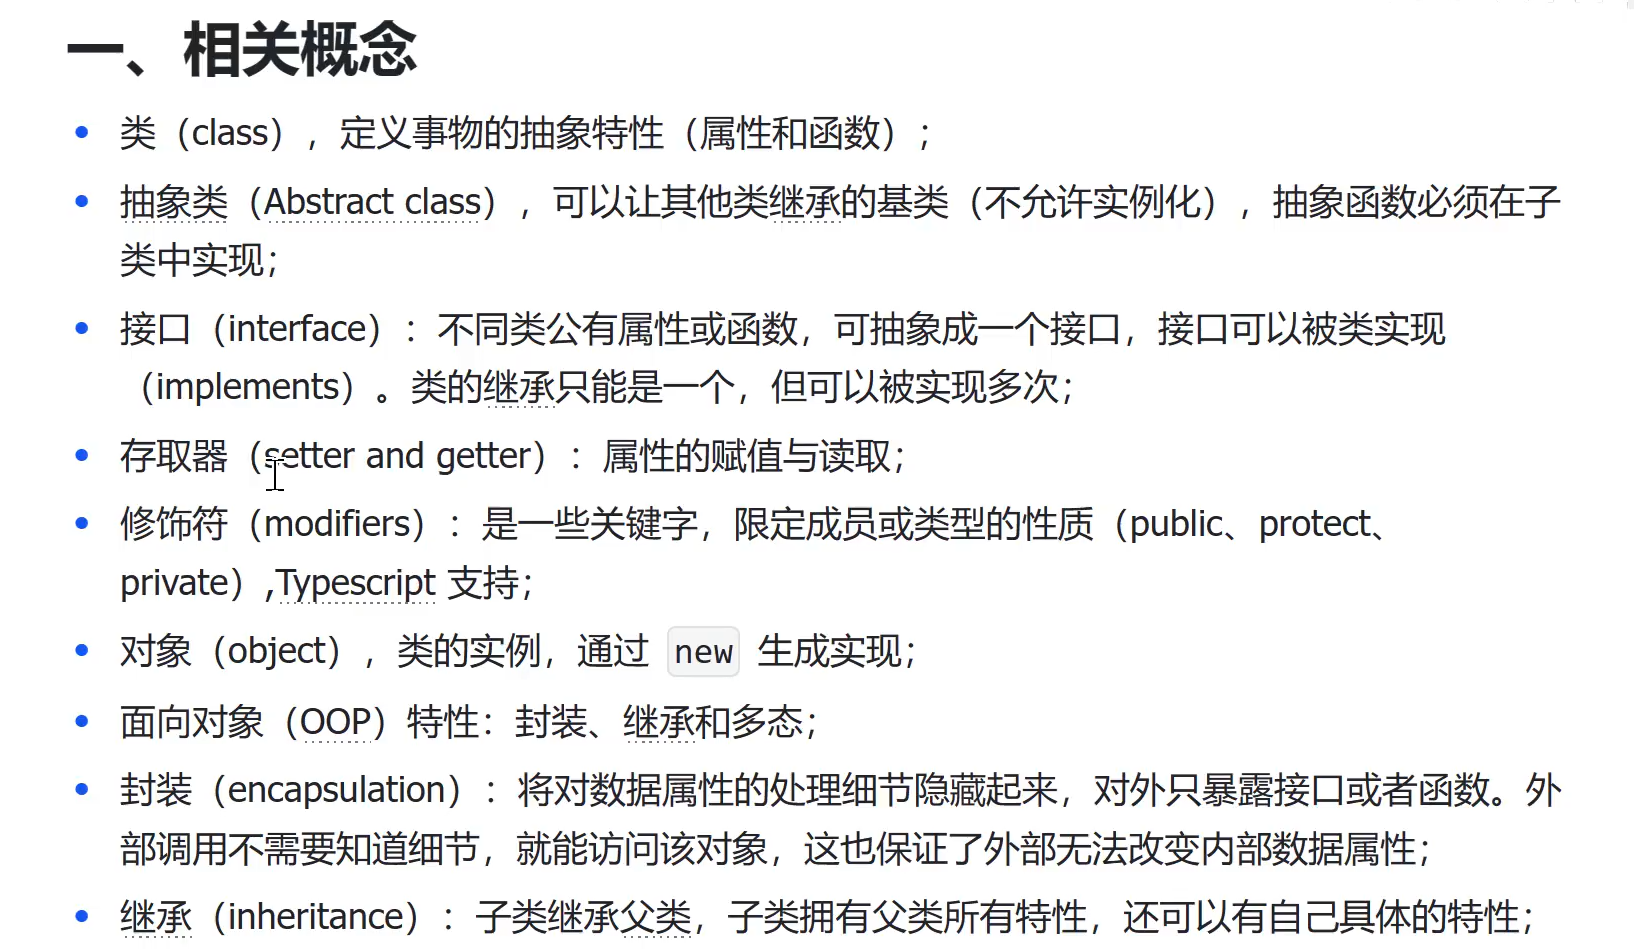 一、相关概念
类（class），定义事物的抽象特性（属性和函数）；
抽象类（Abstract class），可以让其他类继承的基类（不允许实例化），抽象函数必须在子
类中实现；
接口（interface）：不同类公有属性或函数，可抽象成一个接口，接口可以被类实现
（implements）。类的继承只能是一个，但可以被实现多次；
存取器（setter and getter）：属性的赋值与读取；
修饰符（modifiers）：是一些关键字，限定成员或类型的性质（public、protect、
private）,Typescript 支持；
对象（object），类的实例，通过 new 生成实现；
面向对象（OOP）特性：封装、继承和多态；
封装（encapsulation）：将对数据属性的处理细节隐藏起来，对外只暴露接口或者函数。外
部调用不需要知道细节，就能访问该对象，这也保证了外部无法改变内部数据属性；
继承（inheritance）：子类继承父类，子类拥有父类所有特性，还可以有自己具体的特性；